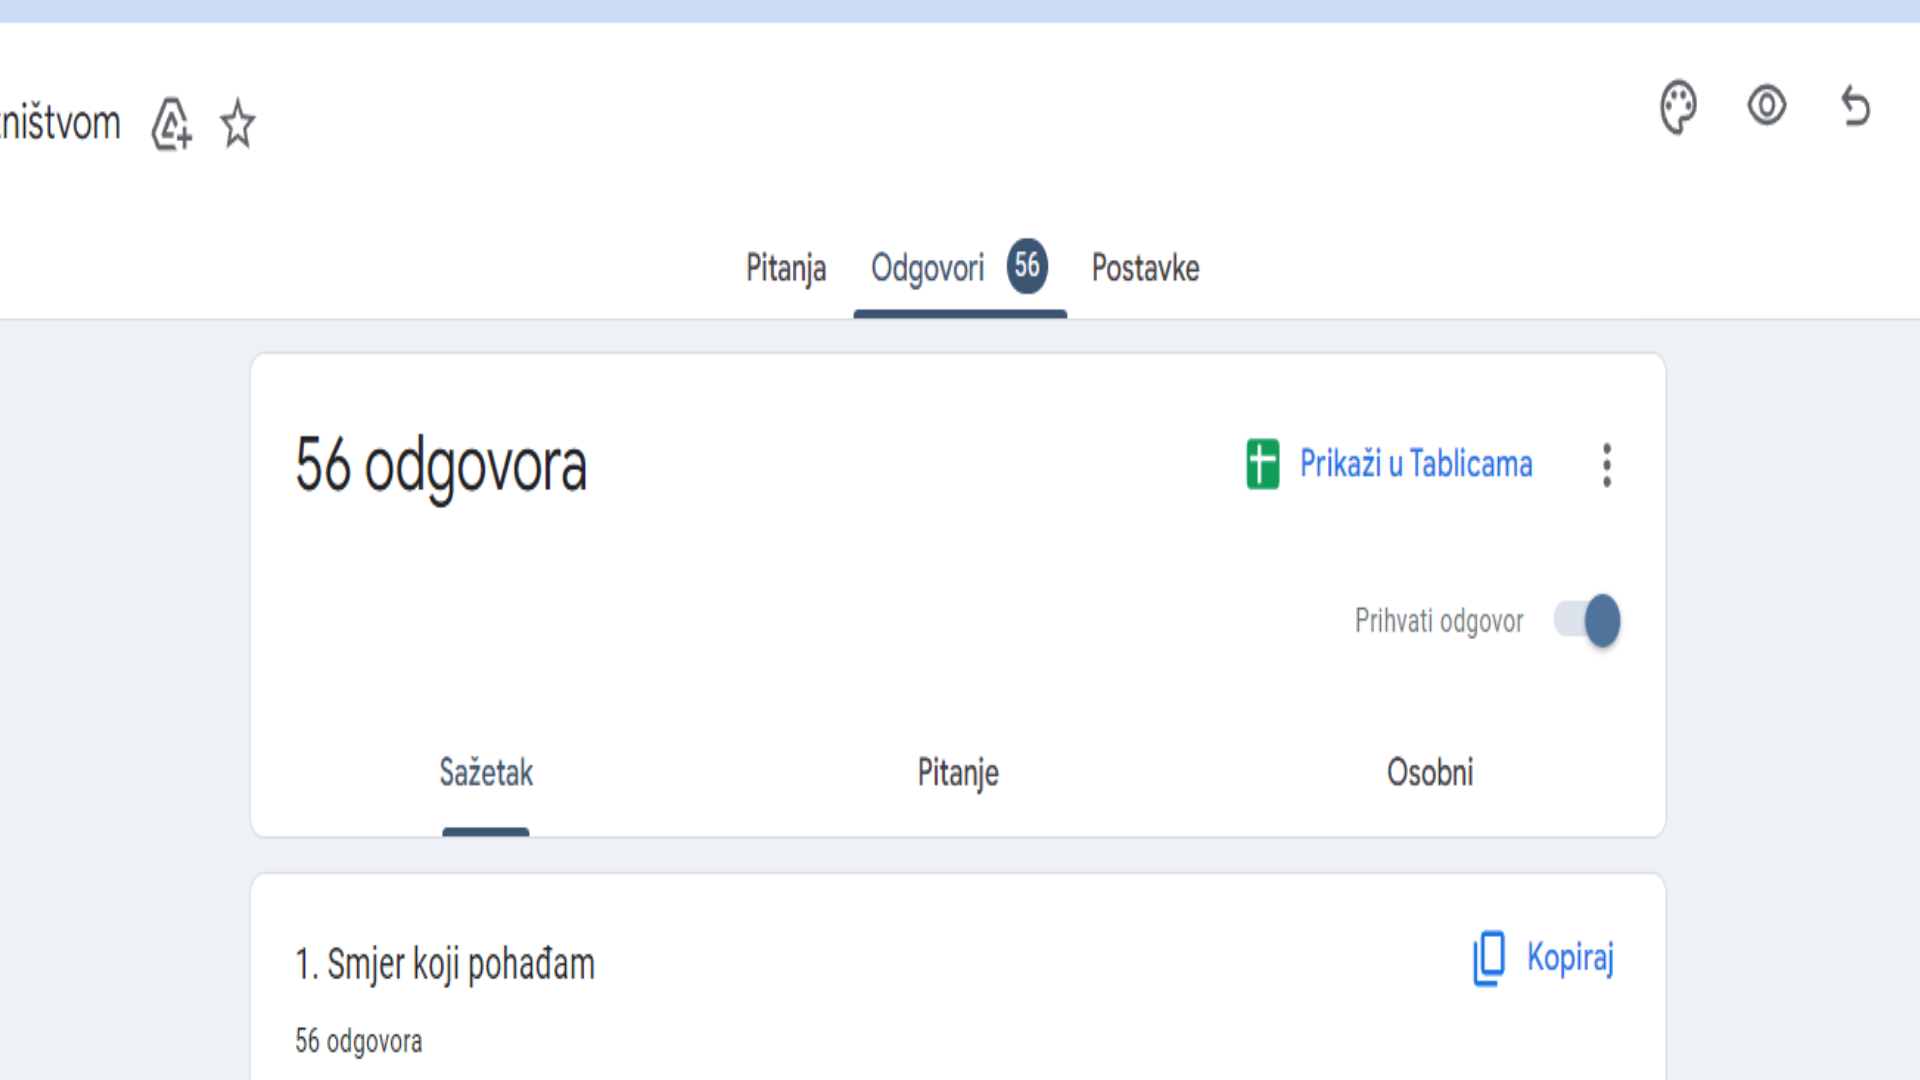 ništvom
Pitanja Odgovori 56 Postavke
56 odgovora
Prikaži u Tablicama
Prihvati odgovor
Sažetak Pitanje Osobni
1. Smjer koji pohađam
Kopiraj
56 odgovora